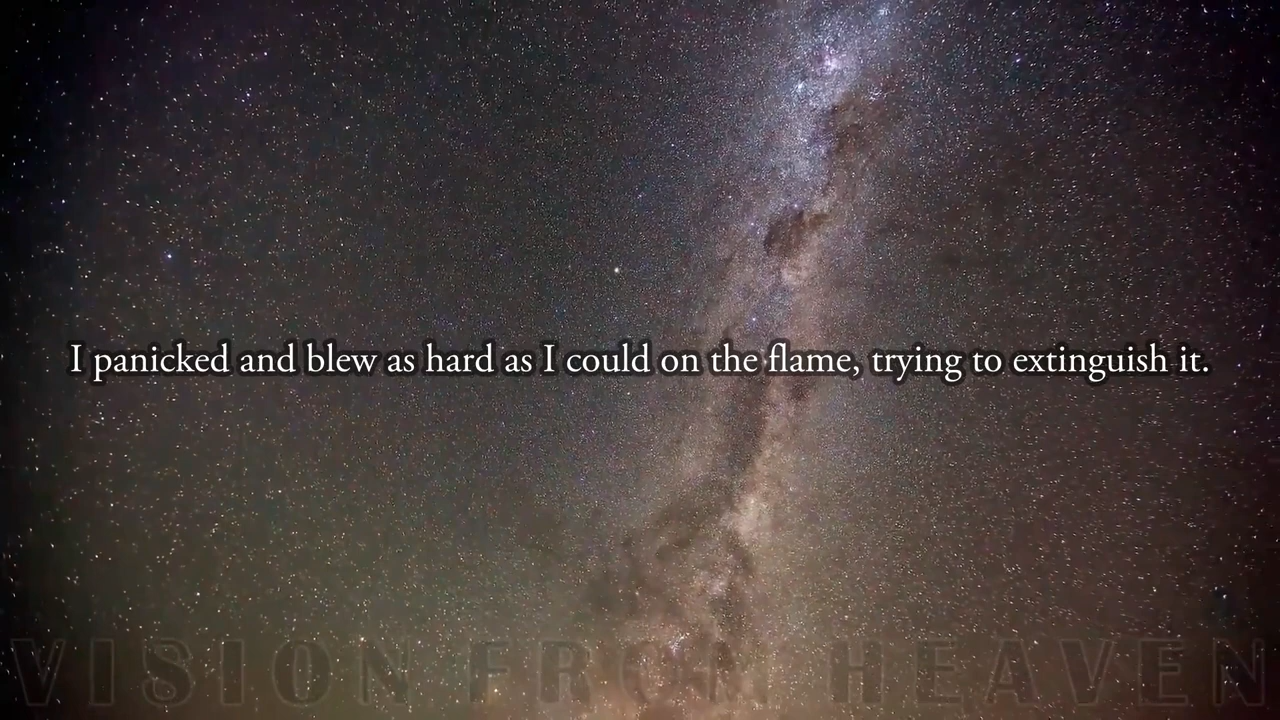 I panicked and blew as hard as I could on the flame, trying to extinguish it.
VISION FROM HEAVEN